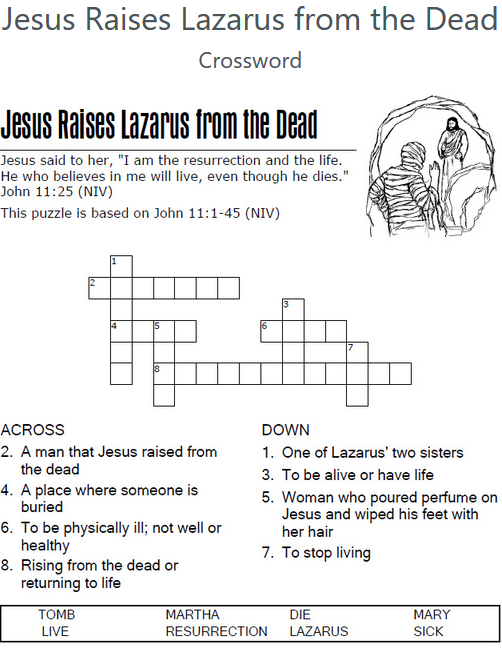 Jesus Raises Lazarus from the Dead
Crossword
Jesus Raises Lazarus from the Dead
Jesus said to her, "I am the resurrection and the life.
He who believes in me will live, even though he dies."
John 11:25 (NIV)
This puzzle is based on John 11:1-45 (NIV)
1
2
3
4 5 6
7
8
ACROSS
2. A man that Jesus raised from
the dead
4. A place where someone is
buried
6. To be physically ill; not well or
healthy
8. Rising from the dead or
returning to life
DOWN
1. One of Lazarus' two sisters
3. To be alive or have life
5. Woman who poured perfume on
Jesus and wiped his feet with
her hair
7. To stop living
TOMB MARTHA DIE MARY
LIVE RESURRECTION LAZARUS SICK